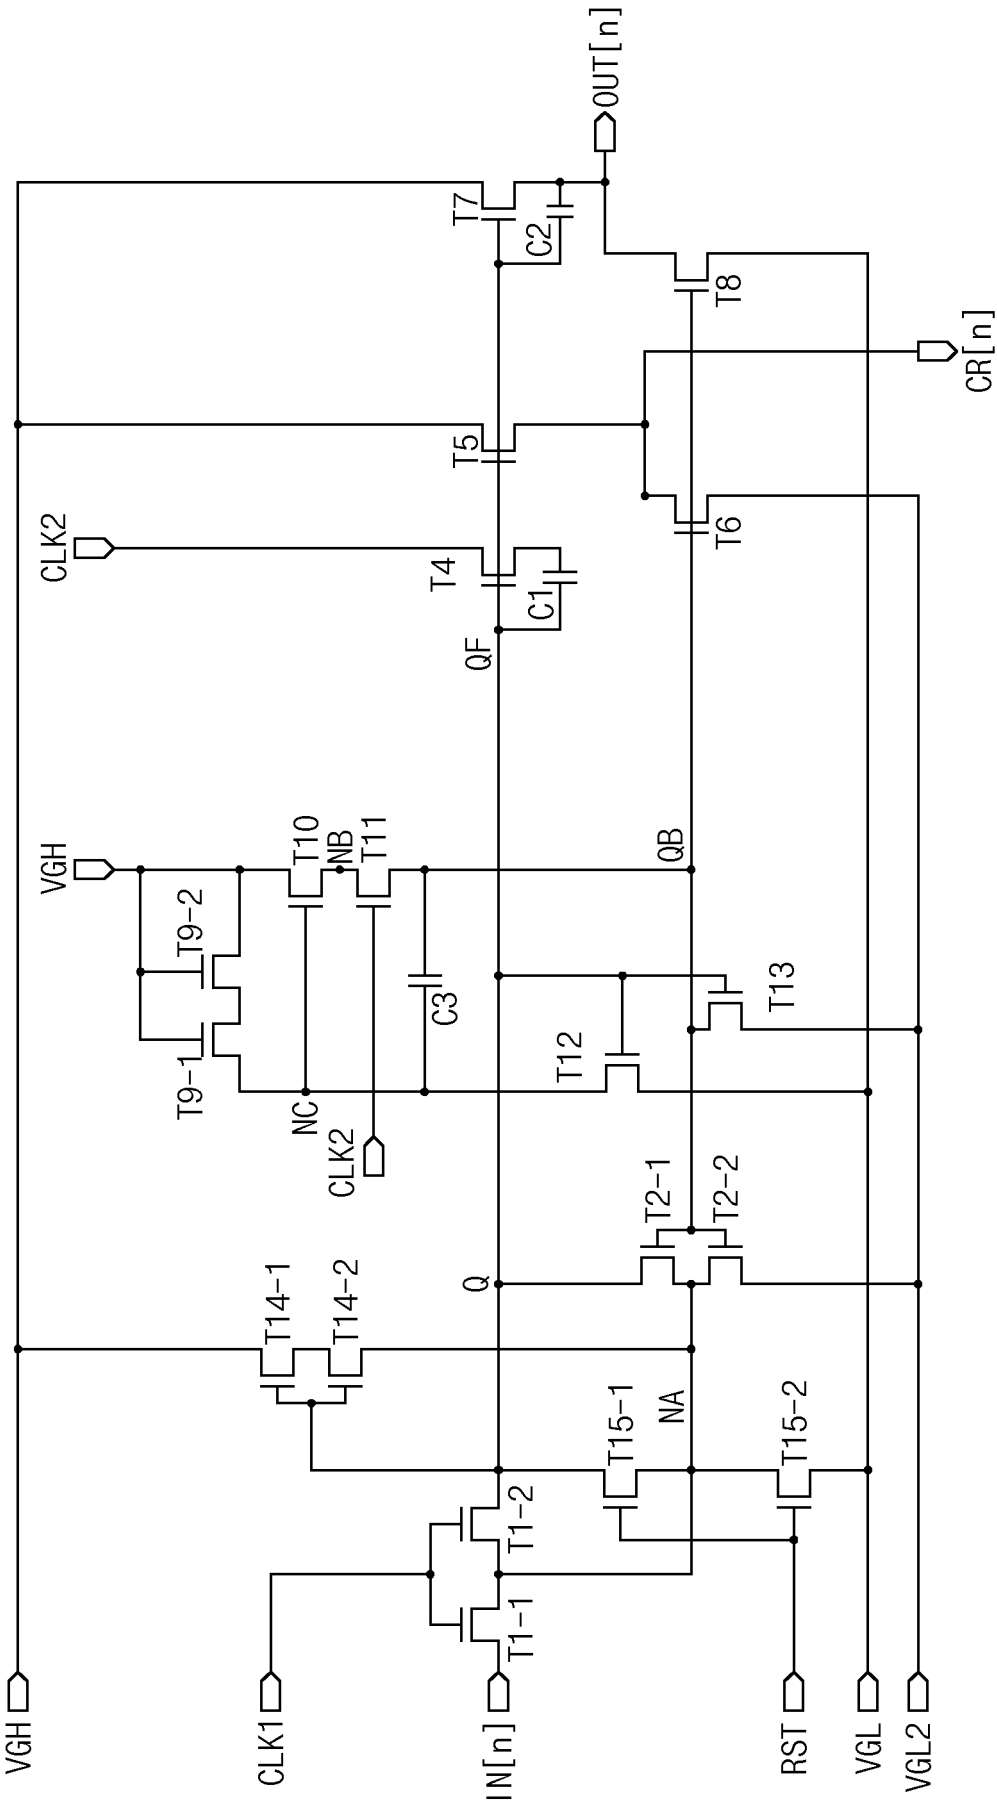 VGH
CLK1
IN[n]
RST
VGL
VGL2
T1-1
T1-2
T14-1
T14-2
T15-1
T15-2
NA
Q
T2-1
T2-2
CLK2
NC
T9-1
T9-2
VGH
T10
NB
T11
C3
T12
T13
QB
QF
CLK2
T4
C1
T5
T6
T7
C2
T8
OUT[n]
CR[n]